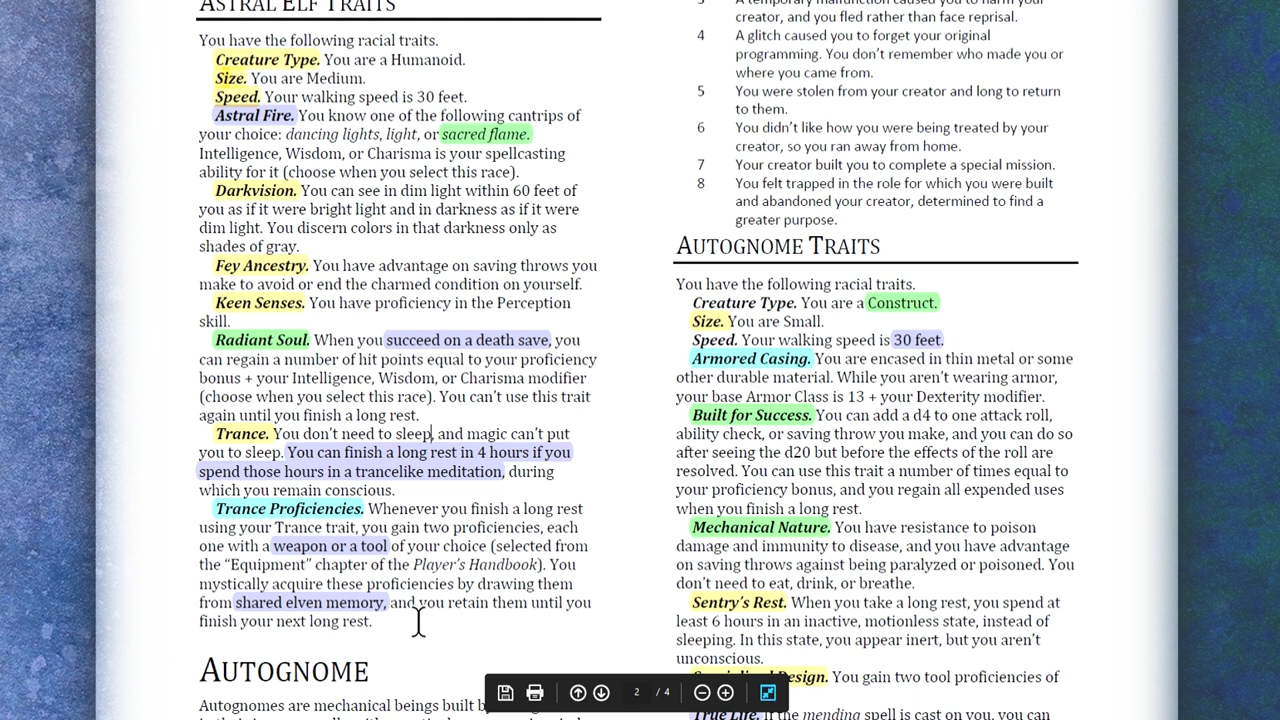 ASTRAL ELF TRAITS
You have the following racial traits.
Creature Type. You are a Humanoid.
Size. You are Medium.
Speed. Your walking speed is 30 feet.
Astral Fire. You know one of the following cantrips of
your choice: dancing lights, light, or sacred flame.
Intelligence, Wisdom, or Charisma is your spellcasting
ability for it (choose when you select this race).
Darkvision. You can see in dim light within 60 feet of
you as if it were bright light and in darkness as if it were
dim light. You discern colors in that darkness only as
shades of gray.
Fey Ancestry. You have advantage on saving throws you
make to avoid or end the charmed condition on yourself.
Keen Senses. You have proficiency in the Perception
skill.
Radiant Soul. When you succeed on a death save, you
can regain a number of hit points equal to your proficiency
bonus + your Intelligence, Wisdom, or Charisma modifier
(choose when you select this race). You can't use this trait
again until you finish a long rest.
Trance. You don't need to sleep, and magic can't put
you to sleep. You can finish a long rest in 4 hours if you
spend those hours in a trancelike meditation, during
which you remain conscious.
Trance Proficiencies. Whenever you finish a long rest
using your Trance trait, you gain two proficiencies, each
one with a weapon or a tool of your choice (selected from
the “Equipment” chapter of the Player's Handbook). You
mystically acquire these proficiencies by drawing them
from shared elven memory, and you retain them until you
finish your next long rest.
AUTOGNOME
Autognomes are mechanical beings built
creator, and you fled rather than face reprisal.
4 A glitch caused you to forget your original
programming. You don't remember who made you or
where you came from.
5 You were stolen from your creator and long to return
to them.
6 You didn't like how you were being treated by your
creator, so you ran away from home.
7 Your creator built you to complete a special mission.
8 You felt trapped in the role for which you were built
and abandoned your creator, determined to find a
greater purpose.
AUTOGNOME TRAITS
You have the following racial traits.
Creature Type. You are a Construct.
Size. You are Small.
Speed. Your walking speed is 30 feet.
Armored Casing. You are encased in thin metal or some
other durable material. While you aren't wearing armor,
your base Armor Class is 13 + your Dexterity modifier.
Built for Success. You can add a d4 to one attack roll,
ability check, or saving throw you make, and you can do so
after seeing the d20 but before the effects of the roll are
resolved. You can use this trait a number of times equal to
your proficiency bonus, and you regain all expended uses
when you finish a long rest.
Mechanical Nature. You have resistance to poison
damage and immunity to disease, and you have advantage
on saving throws against being paralyzed or poisoned. You
don't need to eat, drink, or breathe.
Sentry's Rest. When you take a long rest, you spend at
least 6 hours in an inactive, motionless state, instead of
sleeping. In this state, you appear inert, but you aren't
unconscious.
Design. You gain two tool proficiencies of
True Life. If the mending spell is cast on you, you can
2 / 4